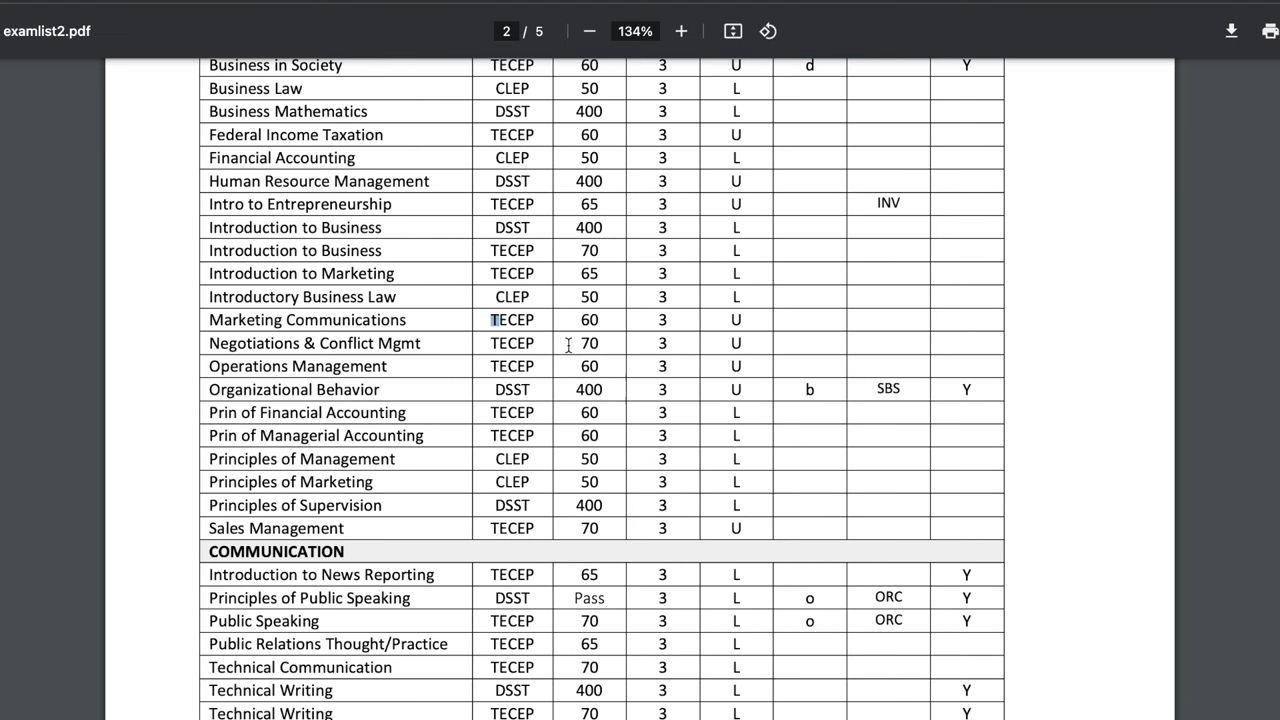 examlist2.pdf 2 / 5 134%
Business in Society TECEP 60 3 U d Y
Business Law CLEP 50 3 L
Business Mathematics DSST 400 3 L
Federal Income Taxation TECEP 60 3 U
Financial Accounting CLEP 50 3 L
Human Resource Management DSST 400 3 U
Intro to Entrepreneurship TECEP 65 3 U INV
Introduction to Business DSST 400 3 L
Introduction to Business TECEP 70 3 L
Introduction to Marketing TECEP 65 3 L
Introductory Business Law CLEP 50 3 L
Marketing Communications TECEP 60 3 U
Negotiations & Conflict Mgmt TECEP 70 3 U
Operations Management TECEP 60 3 U
Organizational Behavior DSST 400 3 U b SBS Y
Prin of Financial Accounting TECEP 60 3 L
Prin of Managerial Accounting TECEP 60 3 L
Principles of Management CLEP 50 3 L
Principles of Marketing CLEP 50 3 L
Principles of Supervision DSST 400 3 L
Sales Management TECEP 70 3 U
COMMUNICATION
Introduction to News Reporting TECEP 65 3 L Y
Principles of Public Speaking DSST Pass 3 L o ORC Y
Public Speaking TECEP 70 3 L o ORC Y
Public Relations Thought/Practice TECEP 65 3 L
Technical Communication TECEP 70 3 L
Technical Writing DSST 400 3 L Y
Technical Writing TECEP 70 3 L Y